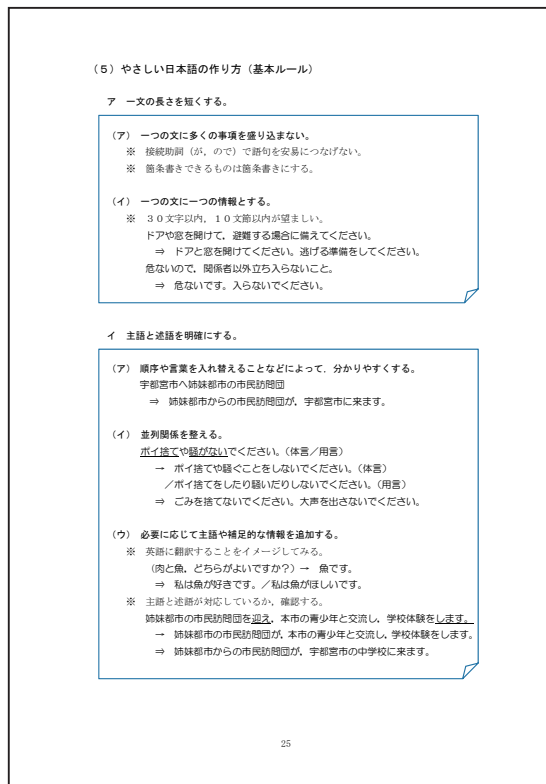 （５）やさしい日本語の作り方（基本ルール）
ア　一文の長さを短くする。
（ア）　一つの文に多くの事項を盛り込まない。
※　接続助詞（が，ので）で語句を安易につなげない。
※　箇条書きできるものは箇条書きにする。
（イ）　一つの文に一つの情報とする。
※　３０文字以内，１０文節以内が望ましい。
ドアや窓を開けて，避難する場合に備えてください。
⇒　ドアと窓を開けてください。逃げる準備をしてください。
危ないので，関係者以外立ち入らないこと。
⇒　危ないです。入らないでください。
イ　主語と述語を明確にする。
（ア）　順序や言葉を入れ替えることなどによって，分かりやすくする。
宇都宮市へ姉妹都市の市民訪問団
⇒　姉妹都市からの市民訪問団が，宇都宮市に来ます。
（イ）　並列関係を整える。
ポイ捨てや騒がないでください。（体言／用言）
→　ポイ捨てや騒ぐことをしないでください。（体言）
／ポイ捨てをしたり騒いだりしないでください。（用言）
⇒　ごみを捨てないでください。大声を出さないでください。
（ウ）　必要に応じて主語や補足的な情報を追加する。
※　英語に翻訳することをイメージしてみる。
（肉と魚，どちらがよいですか？）→　魚です。
⇒　私は魚が好きです。／私は魚がほしいです。
※　主語と述語が対応しているか，確認する。
姉妹都市の市民訪問団を迎え，本市の青少年と交流し，学校体験をします。
→　姉妹都市の市民訪問団が，本市の青少年と交流し，学校体験をします。
⇒　姉妹都市からの市民訪問団が，宇都宮市の中学校に来ます。
25